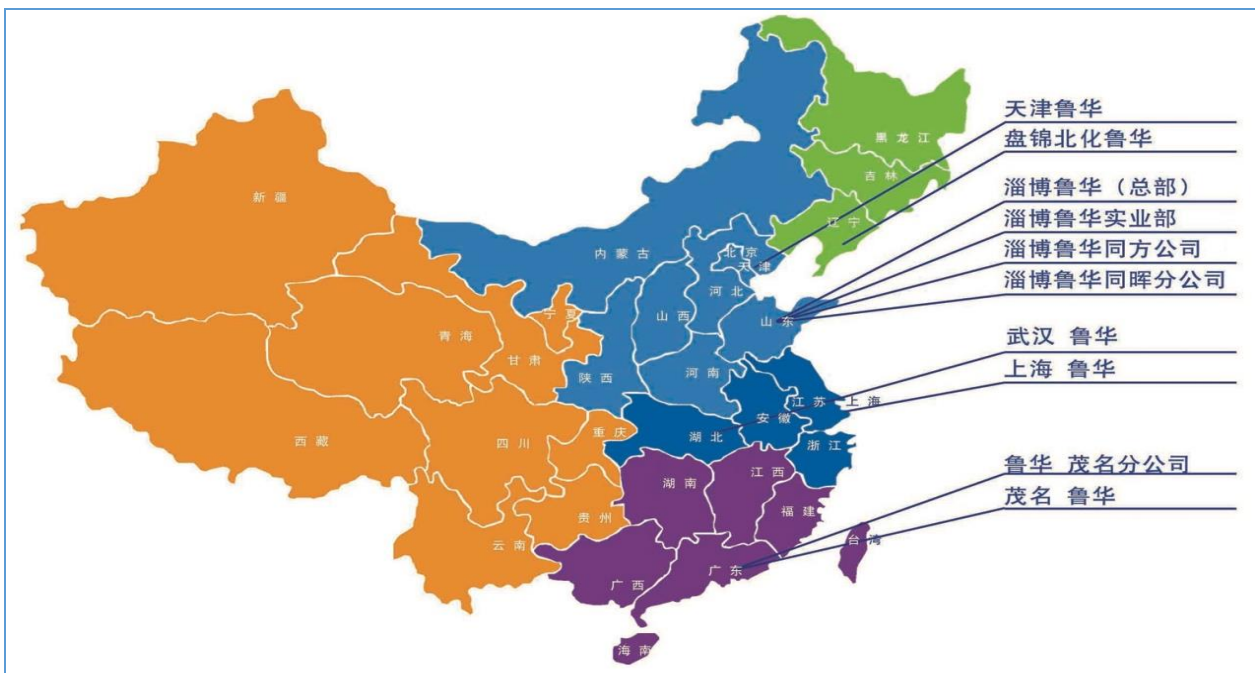 天津鲁华
盘锦北化鲁华
淄博鲁华（总部）
淄博鲁华实业部
淄博鲁华同方公司
淄博鲁华同晖分公司
武汉 鲁华
上海 鲁华
鲁华 茂名分公司
茂名 鲁华
黑龙江
吉林
辽宁
新疆
内蒙古
北京
天津
河北
山西
山东
宁夏
青海
甘肃
陕西
河南
江苏
上海
安徽
西藏
四川
重庆
湖北
浙江
湖南
江西
贵州
福建
云南
台湾
广西
广东
海南